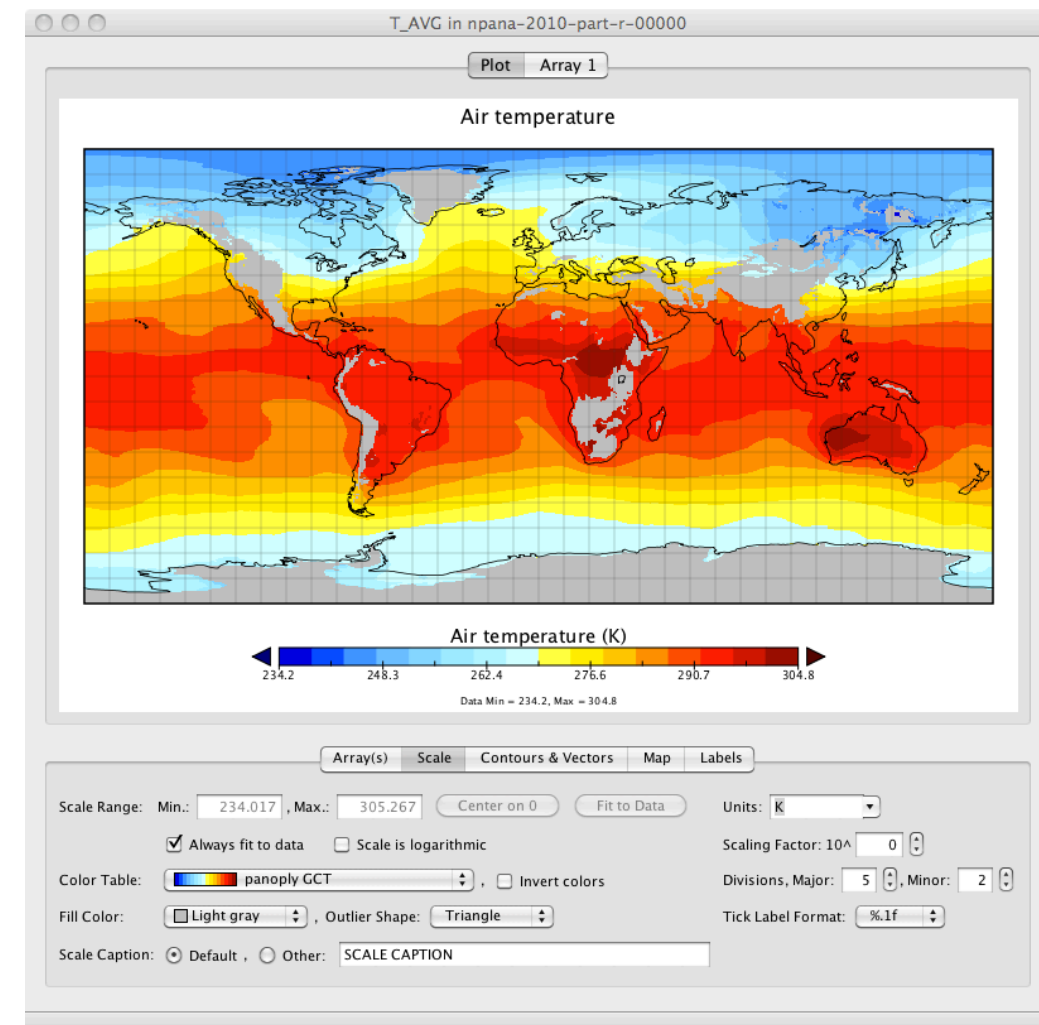 T_AVG in npana-2010-part-r-00000
Plot Array 1
Air temperature
Air temperature (K)
234.2 248.3 262.4 276.6 290.7 304.8
Data Min = 234.2, Max = 304.8
Array(s) Scale Contours & Vectors Map Labels
Scale Range: Min.: 234.017 , Max.: 305.267 Center on 0 Fit to Data Units: K
Always fit to data Scale is logarithmic Scaling Factor: 10^ 0
Color Table: panoply GCT , Invert colors Divisions, Major: 5 , Minor: 2
Fill Color: Light gray , Outlier Shape: Triangle Tick Label Format: %.1f
Scale Caption: Default , Other: SCALE CAPTION